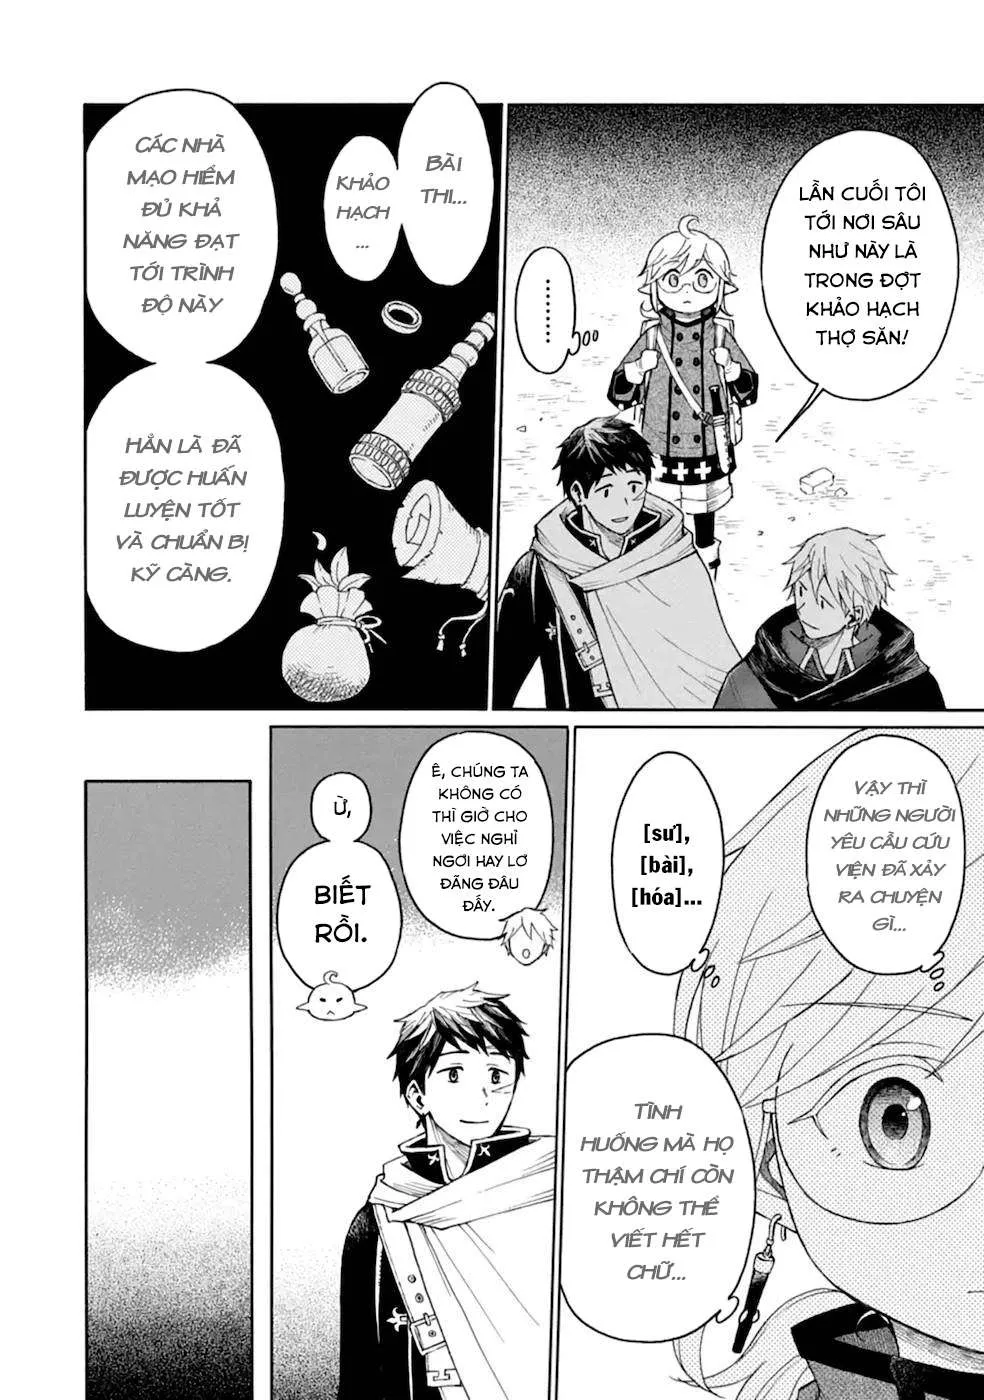 LẦN CUỐI TÔI
TỚI NƠI SÂU
NHƯ NÀY LÀ
TRONG ĐỢT
KHẢO HẠCH
THỢ SĂN!
.........
BÀI
THI...
KHẢO
HẠCH
...
CÁC NHÀ
MẠO HIỂM
ĐỦ KHẢ
NĂNG ĐẠT
TỚI TRÌNH
ĐỘ NÀY
HẲN LÀ ĐÃ
ĐƯỢC HUẤN
LUYỆN TỐT
VÀ CHUẨN BỊ
KỸ CÀNG.
VẬY THÌ
NHỮNG NGƯỜI
YÊU CẦU CỨU
VIỆN ĐÃ XẢY
RA CHUYỆN
GÌ...
[sư],
[bài],
[hóa]...
TÌNH
HUỐNG MÀ HỌ
THẬM CHÍ CÒN
KHÔNG THỂ
VIẾT HẾT
CHỮ...
Ê, CHÚNG TA
KHÔNG CÓ
THÌ GIỜ CHO
VIỆC NGHỈ
NGƠI HAY LƠ
ĐÃNG ĐÂU
ĐẤY.
Ừ,
BIẾT
RỒI.